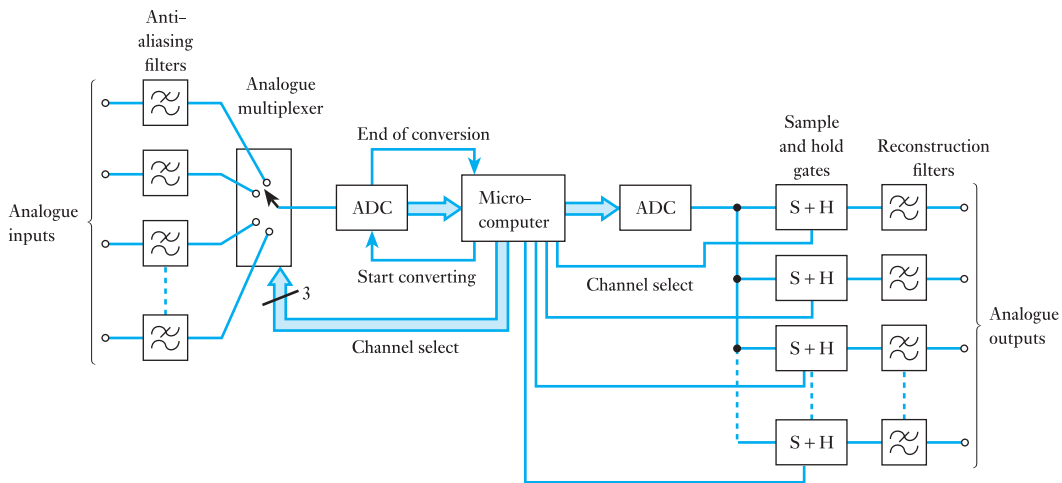 Anti–
aliasing
filters
Analogue
multiplexer
End of conversion
Sample
and hold
gates
Reconstruction
filters
Analogue
inputs
ADC
Micro-
computer
ADC
S + H
Start converting
Channel select
S + H
3
Channel select
Analogue
outputs
S + H
S + H